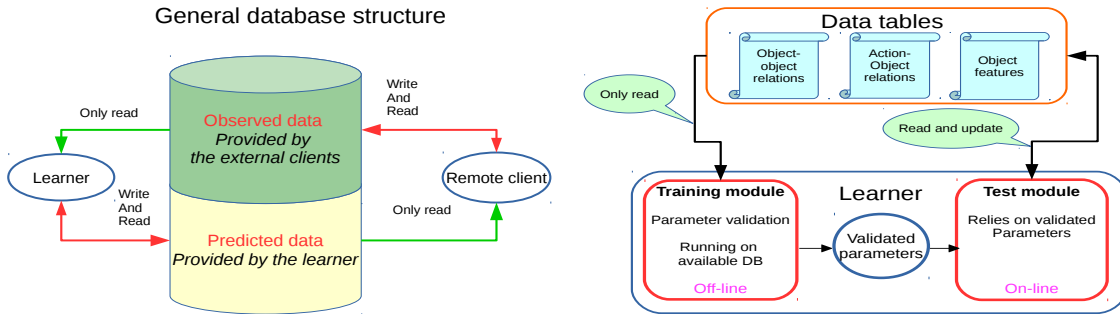 General database structure
Only read
Observed data
Provided by
the external clients
Write
And
Read
Learner
Remote client
Write
And
Read
Only read
Predicted data
Provided by the learner
Data tables
Object-
object
relations
Action-
Object
relations
Object
features
Only read
Read and update
Training module
Parameter validation
Running on
available DB
Off-line
Learner
Validated
parameters
Test module
Relies on validated
Parameters
On-line